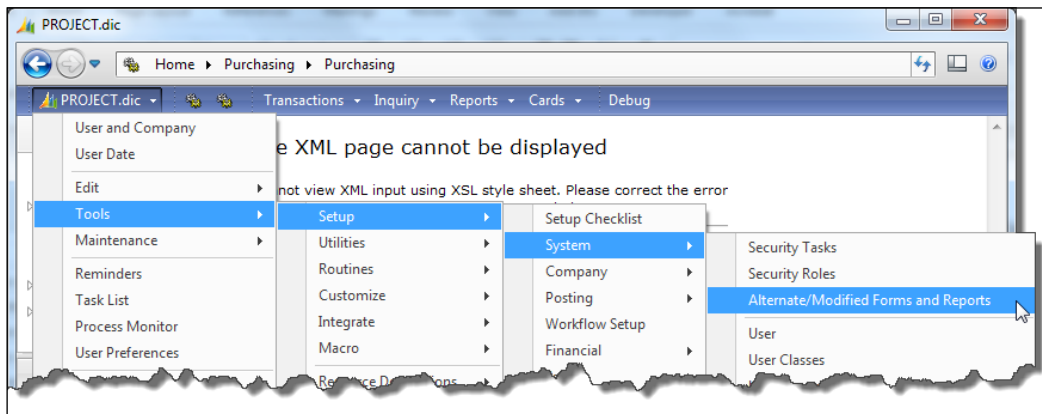 PROJECT.dic
Home Purchasing Purchasing
PROJECT.dic Transactions Inquiry Reports Cards Debug
User and Company
User Date
Edit
Tools
Maintenance
Reminders
Task List
Process Monitor
User Preferences
e XML page cannot be displayed
not view XML input using XSL style sheet. Please correct the error
Setup
Utilities
Routines
Customize
Integrate
Macro
Setup Checklist
System
Company
Posting
Workflow Setup
Financial
Security Tasks
Security Roles
Alternate/Modified Forms and Reports
User
User Classes